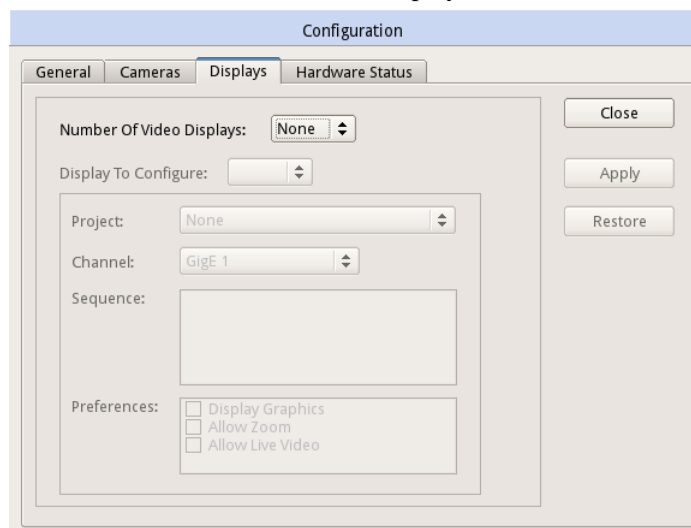 Configuration
General Cameras Displays Hardware Status
Number Of Video Displays: None
Close
Display To Configure:
Apply
Project: None
Restore
Channel: GigE 1
Sequence:
Preferences: Display Graphics
Allow Zoom
Allow Live Video